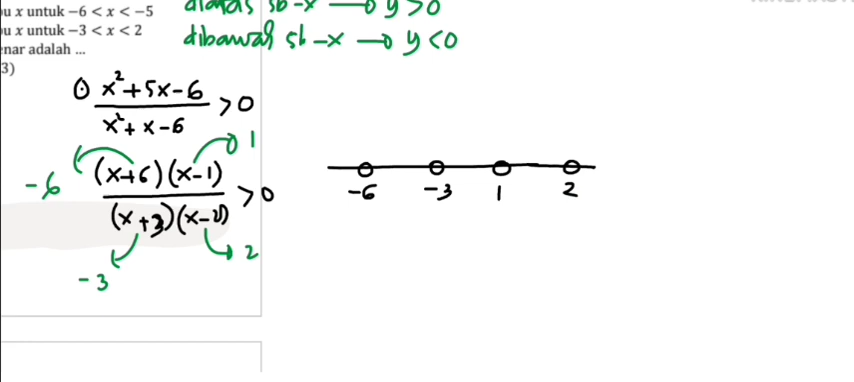 u x untuk −6 < x < −5
u x untuk −3 < x < 2
nar adalah ...
3)
diatas sb-x → y > 0
dibawah sb-x → y < 0
① x²+5x-6 / x²+x-6 > 0
(x+6)(x-1) / (x+3)(x-2) > 0
-6
1
-3
2
-6 -3 1 2